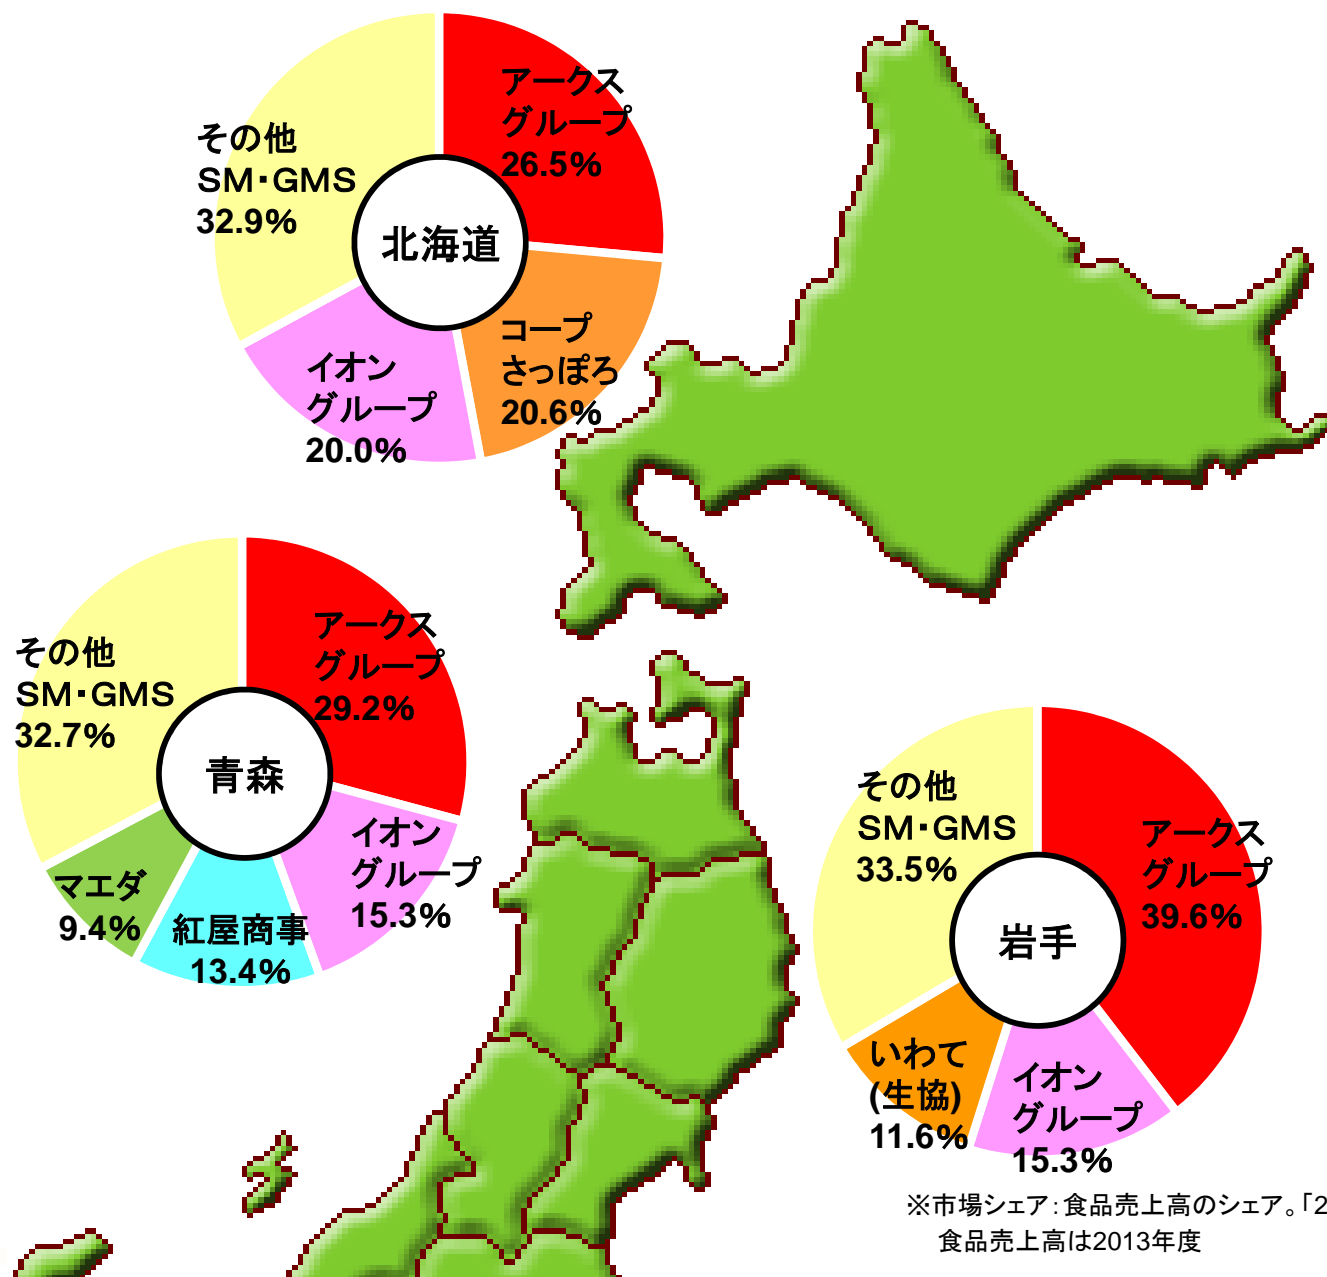 アークス
グループ
26.5%
コープ
さっぽろ
20.6%
イオン
グループ
20.0%
その他
ＳＭ・ＧＭＳ
32.9%
北海道
アークス
グループ
29.2%
イオン
グループ
15.3%
紅屋商事
13.4%
マエダ
9.4%
その他
ＳＭ・ＧＭＳ
32.7%
青森
アークス
グループ
39.6%
イオン
グループ
15.3%
いわて
(生協)
11.6%
その他
ＳＭ・ＧＭＳ
33.5%
岩手
※市場シェア：食品売上高のシェア。「2
食品売上高は2013年度